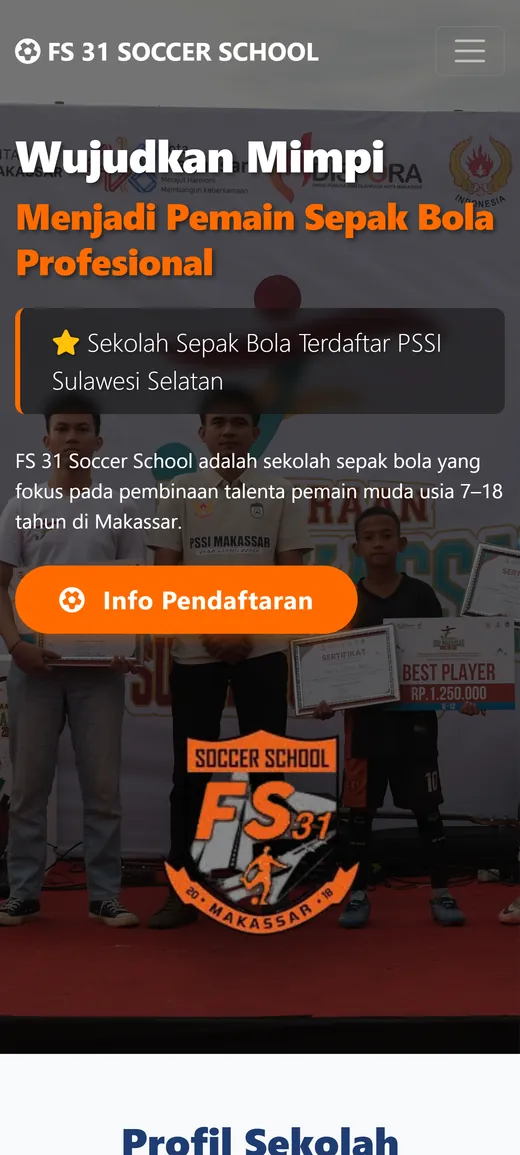 FS 31 SOCCER SCHOOL
Wujudkan Mimpi
Menjadi Pemain Sepak Bola
Profesional
INDONESIA
⭐ Sekolah Sepak Bola Terdaftar PSSI
Sulawesi Selatan
FS 31 Soccer School adalah sekolah sepak bola yang
fokus pada pembinaan talenta pemain muda usia 7–18
tahun di Makassar.
PSSI MAKASSAR
Info Pendaftaran
SERTIFIKAT
BEST PLAYER
RP.1.250.000
U-12
10
SOCCER SCHOOL
FS 31
20 • MAKASSAR • 18
Profil Sekolah